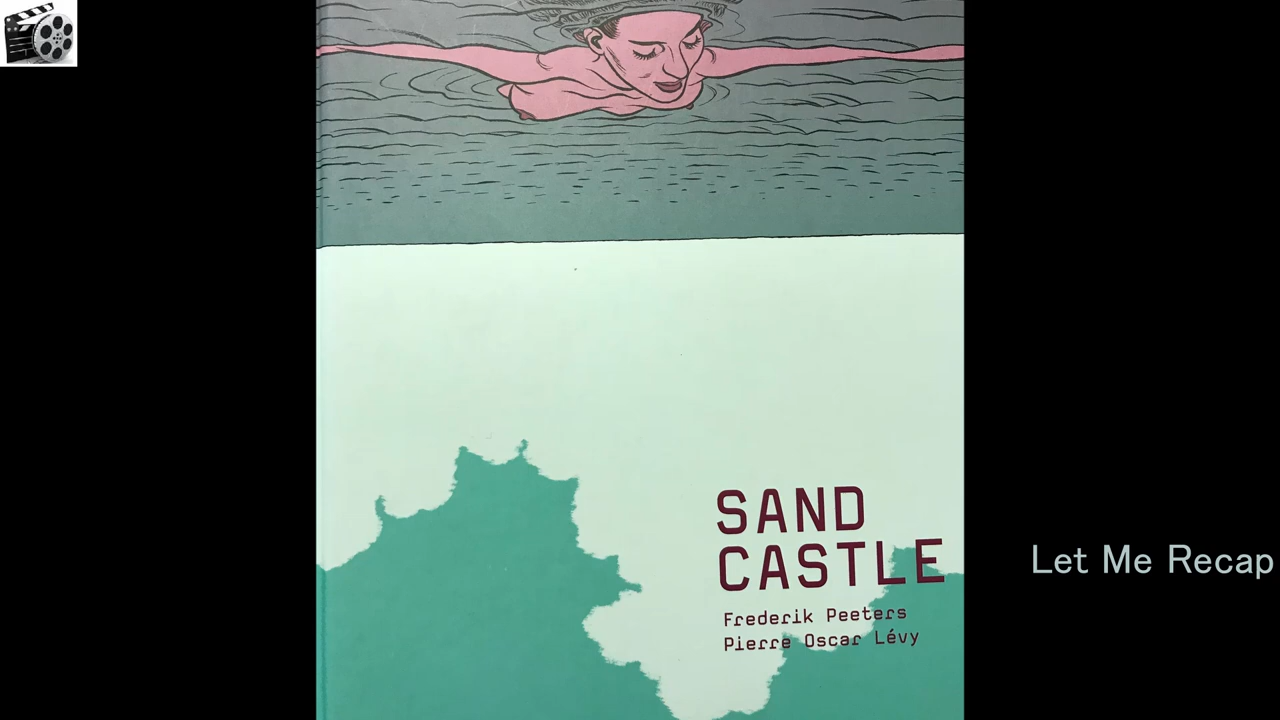 SAND
CASTLE
Frederik Peeters
Pierre Oscar Lévy
Let Me Recap